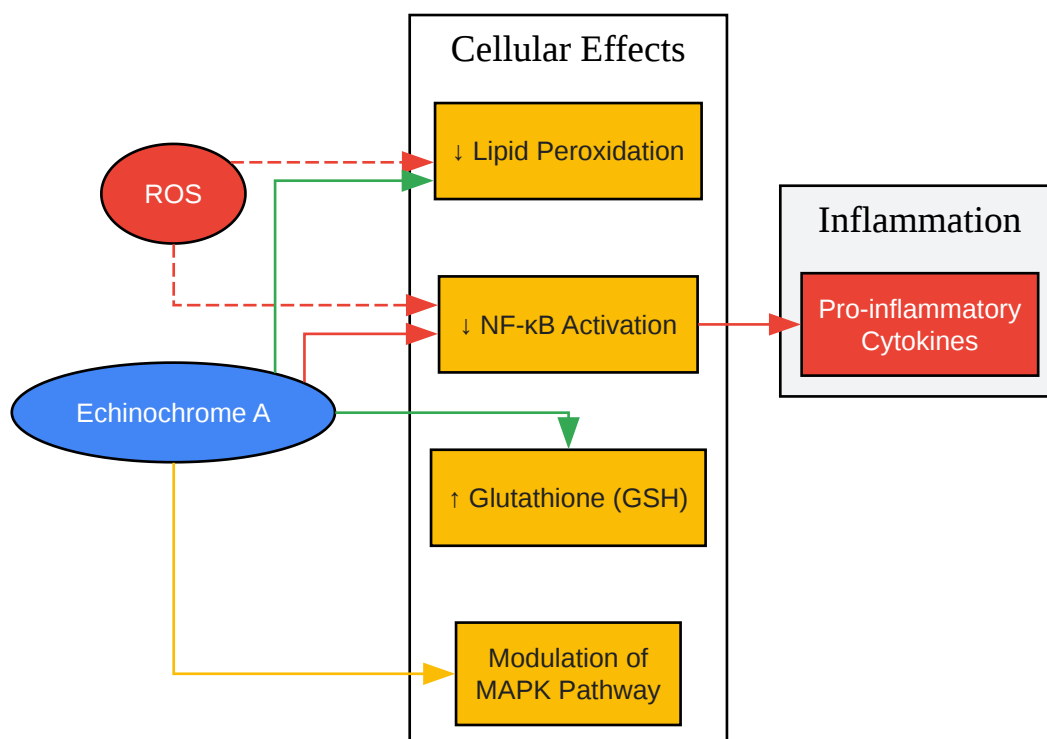 Cellular Effects
↓ Lipid Peroxidation
ROS
Inflammation
↓ NF-κB Activation
Pro-inflammatory
Cytokines
Echinochrome A
↑ Glutathione (GSH)
Modulation of
MAPK Pathway